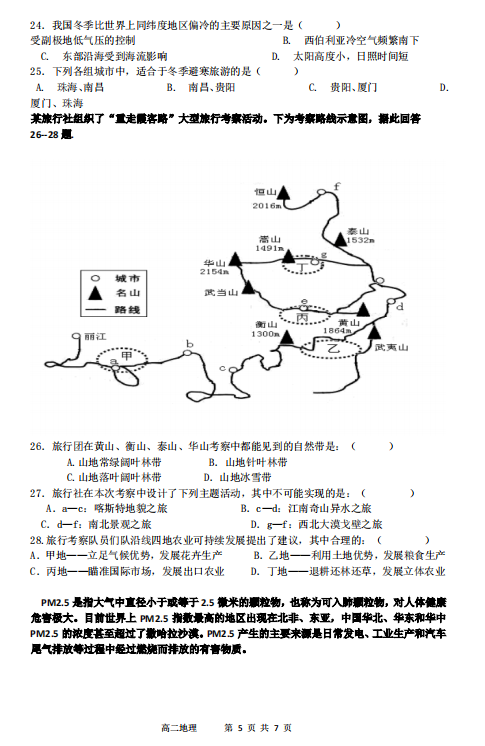 24. 我国冬季比世界上同纬度地区偏冷的主要原因之一是（        ）
受副极地低气压的控制                    B. 西伯利亚冷空气频繁南下
C. 东部沿海受到海流影响                D. 太阳高度小，日照时间短
25. 下列各组城市中，适合于冬季避寒旅游的是（        ）
A. 珠海、南昌        B. 南昌、贵阳        C. 贵阳、厦门        D.
厦门、珠海
某旅行社组织了“重走霞客路”大型旅行考察活动。下为考察路线示意图，据此回答
26—28 题.
恒山
2016m
f
嵩山
1491m
泰山
1532m
g
丁
华山
2154m
武当山
城市
名山
路线
e
丙
d
衡山
1300m
黄山
1864m
乙
武夷山
丽江
甲
a
b
c
26. 旅行团在黄山、衡山、泰山、华山考察中都能见到的自然带是：（        ）
A.山地常绿阔叶林带        B. 山地针叶林带
C.山地落叶阔叶林带        D. 山地冰雪带
27. 旅行社在本次考察中设计了下列主题活动，其中不可能实现的是：（        ）
A. a—c：喀斯特地貌之旅        B. c—d：江南奇山异水之旅
C. d—f：南北景观之旅        D. g—f：西北大漠戈壁之旅
28.旅行考察队员们队沿线四地农业可持续发展提出了建议，其中合理的：（        ）
A. 甲地——立足气候优势，发展花卉生产    B. 乙地——利用土地优势，发展粮食生产
C. 丙地——瞄准国际市场，发展出口农业    D. 丁地——退耕还林还草，发展立体农业
PM2.5 是指大气中直径小于或等于 2.5 微米的颗粒物，也称为可入肺颗粒物，对人体健康
危害极大。目前世界上 PM2.5 指数最高的地区出现在北非、东亚，中国华北、华东和华中
PM2.5 的浓度甚至超过了撒哈拉沙漠。PM2.5 产生的主要来源是日常发电、工业生产和汽车
尾气排放等过程中经过燃烧而排放的有害物质。
高二地理        第 5 页 共 7 页